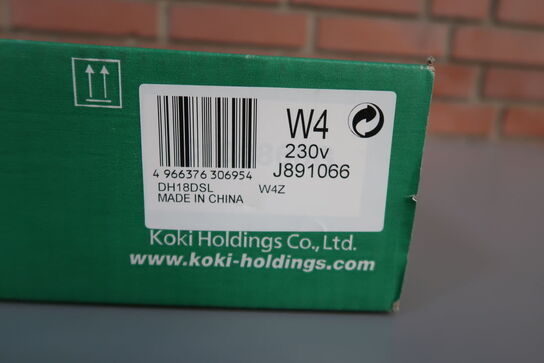 W4
230v
4 966376 306954 J891066
DH18DSL W4Z
MADE IN CHINA
Koki Holdings Co.,Ltd.
www.koki-holdings.com